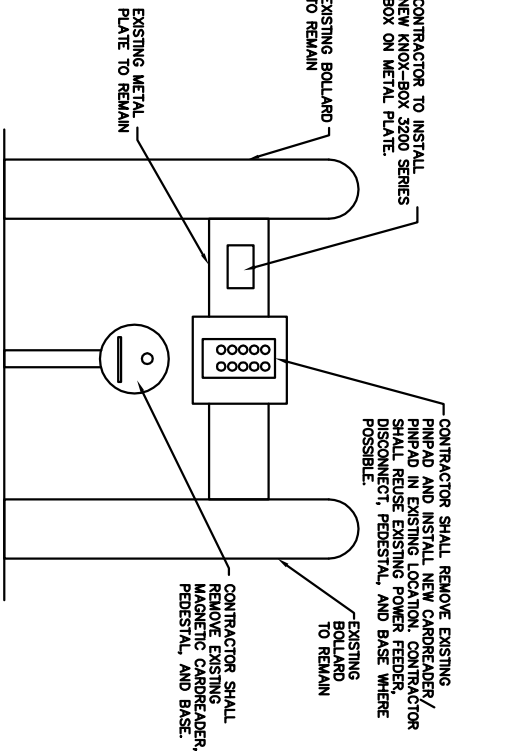 CONTRACTOR TO INSTALL
NEW KNOX-BOX 3200 SERIES
BOX ON METAL PLATE.
EXISTING BOLLARD
TO REMAIN
EXISTING METAL
PLATE TO REMAIN
CONTRACTOR SHALL REMOVE EXISTING
PINPAD AND INSTALL NEW CARDREADER/
PINPAD IN EXISTING LOCATION. CONTRACTOR
SHALL REUSE EXISTING POWER FEEDER,
DISCONNECT, PEDESTAL, AND BASE WHERE
POSSIBLE.
EXISTING
BOLLARD
TO REMAIN
CONTRACTOR SHALL
REMOVE EXISTING
MAGNETIC CARDREADER,
PEDESTAL, AND BASE.